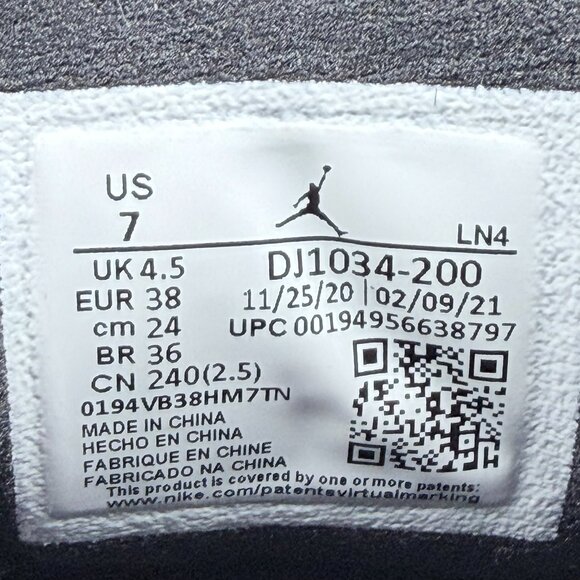 US
7
LN4
UK 4.5
EUR 38
cm 24
BR 36
CN 240(2.5)
DJ1034-200
11/25/20 | 02/09/21
UPC 00194956638797
0194VB38HM7TN
MADE IN CHINA
HECHO EN CHINA
FABRIQUE EN CHINE
FABRICADO NA CHINA
This product is covered by one or more patents:
www.nike.com/patentsvirtualmarking